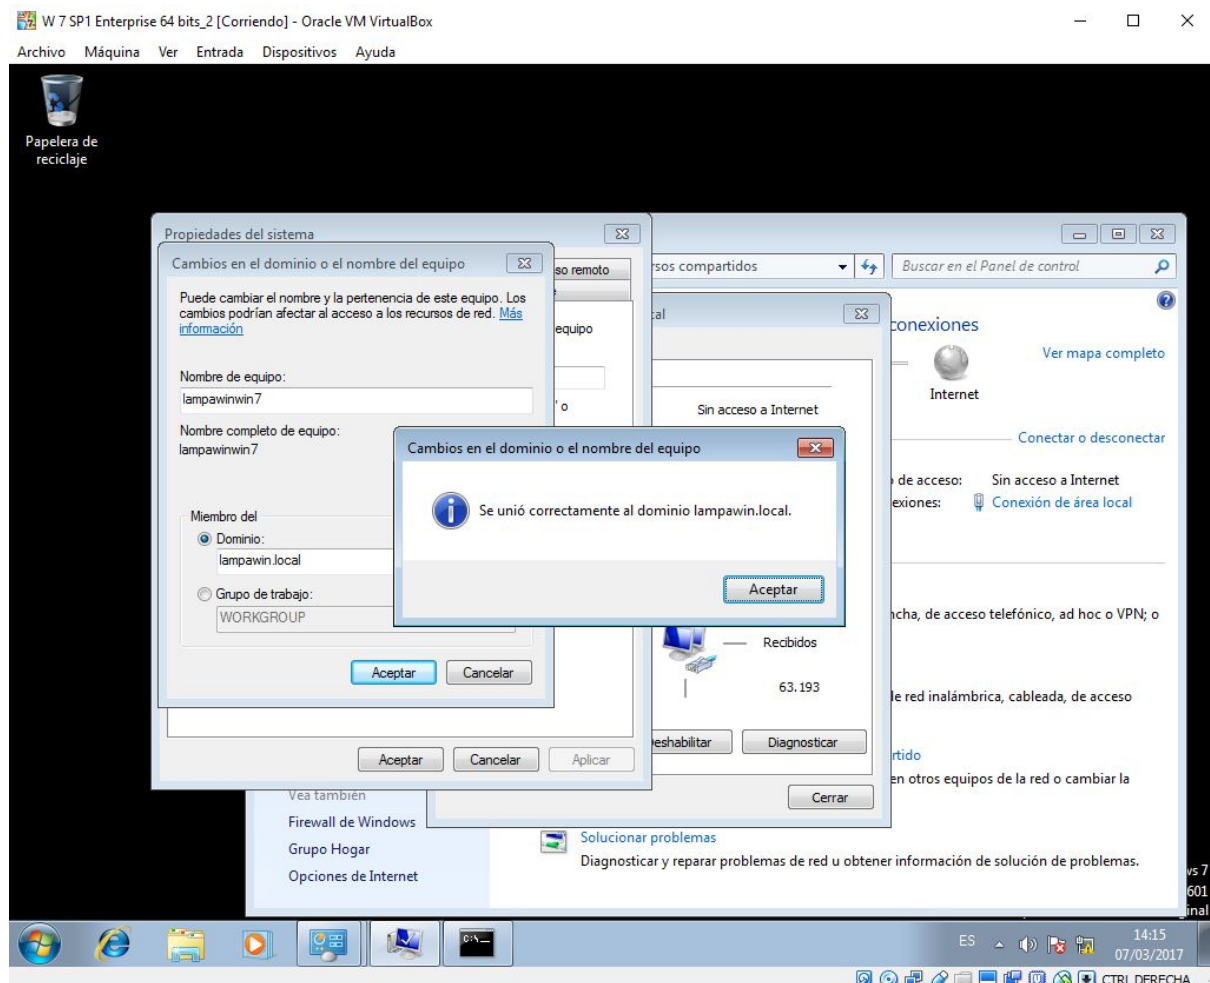 W 7 SP1 Enterprise 64 bits_2 [Corriendo] - Oracle VM VirtualBox
Archivo Máquina Ver Entrada Dispositivos Ayuda
Papelera de
reciclaje
Propiedades del sistema
Cambios en el dominio o el nombre del equipo
so remoto
rsos compartidos
Buscar en el Panel de control
Puede cambiar el nombre y la pertenencia de este equipo. Los
cambios podrían afectar al acceso a los recursos de red. Más
información
equipo
cal
conexiones
Ver mapa completo
Internet
Nombre de equipo:
lampawinwin7
' o
Sin acceso a Internet
Nombre completo de equipo:
lampawinwin7
Conectar o desconectar
Cambios en el dominio o el nombre del equipo
Se unió correctamente al dominio lampawin.local.
Aceptar
de acceso: Sin acceso a Internet
exiones: Conexión de área local
Miembro del
Dominio:
lampawin.local
Grupo de trabajo:
WORKGROUP
ncha, de acceso telefónico, ad hoc o VPN; o
Recibidos
63.193
Aceptar Cancelar
le red inalámbrica, cableada, de acceso
eshabilitar Diagnosticar
Aceptar Cancelar Aplicar
rtido
en otros equipos de la red o cambiar la
Cerrar
Vea también
Firewall de Windows
Grupo Hogar
Opciones de Internet
Solucionar problemas
Diagnosticar y reparar problemas de red u obtener información de solución de problemas.
vs 7
601
inal
C:\_
ES
14:15
07/03/2017
CTRL DERECHA